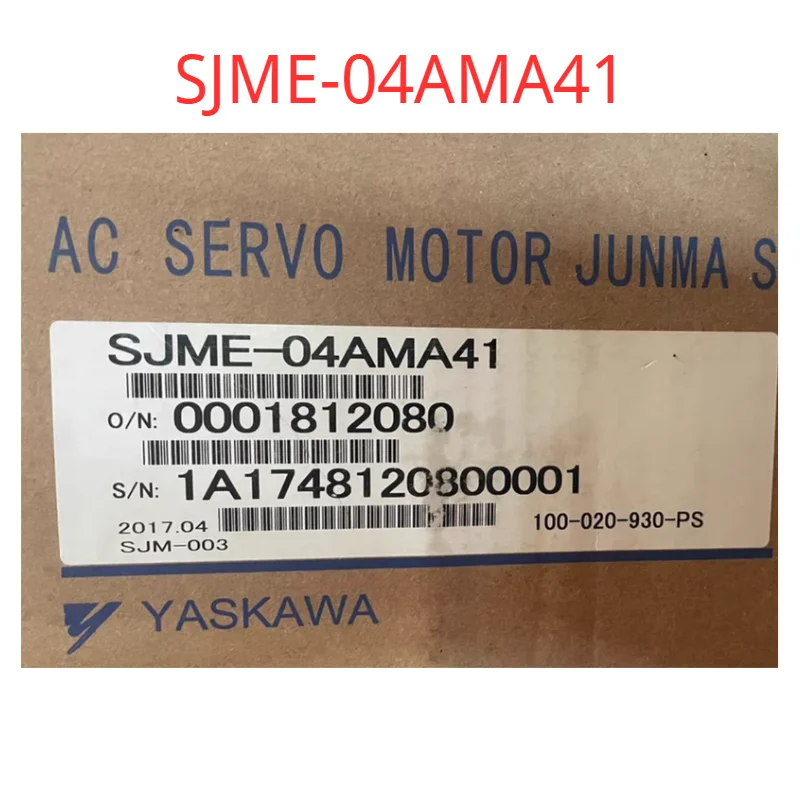 SJME-04AMA41
AC SERVO MOTOR JUNMA S
SJME-04AMA41
O/N: 0001812080
S/N: 1A1748120800001
2017.04
100-020-930-PS
SJM-003
YASKAWA